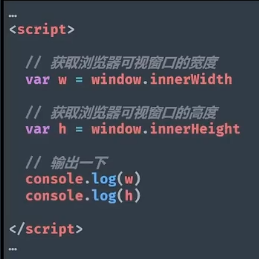 …
<script>
// 获取浏览器可视窗口的宽度
var w = window.innerWidth
// 获取浏览器可视窗口的高度
var h = window.innerHeight
// 输出一下
console.log(w)
console.log(h)
</script>
…